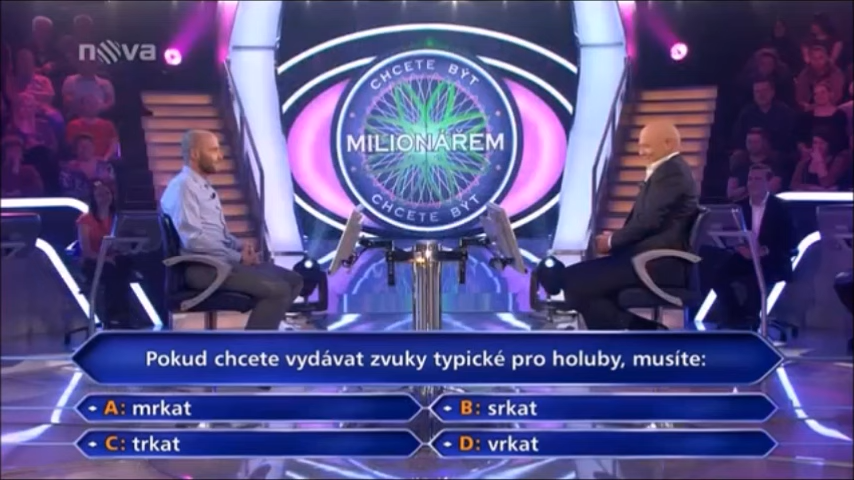 nova
CHCETE BÝT
MILIONÁŘEM
CHCETE BÝT
Pokud chcete vydávat zvuky typické pro holuby, musíte:
A: mrkat
B: srkat
C: trkat
D: vrkat